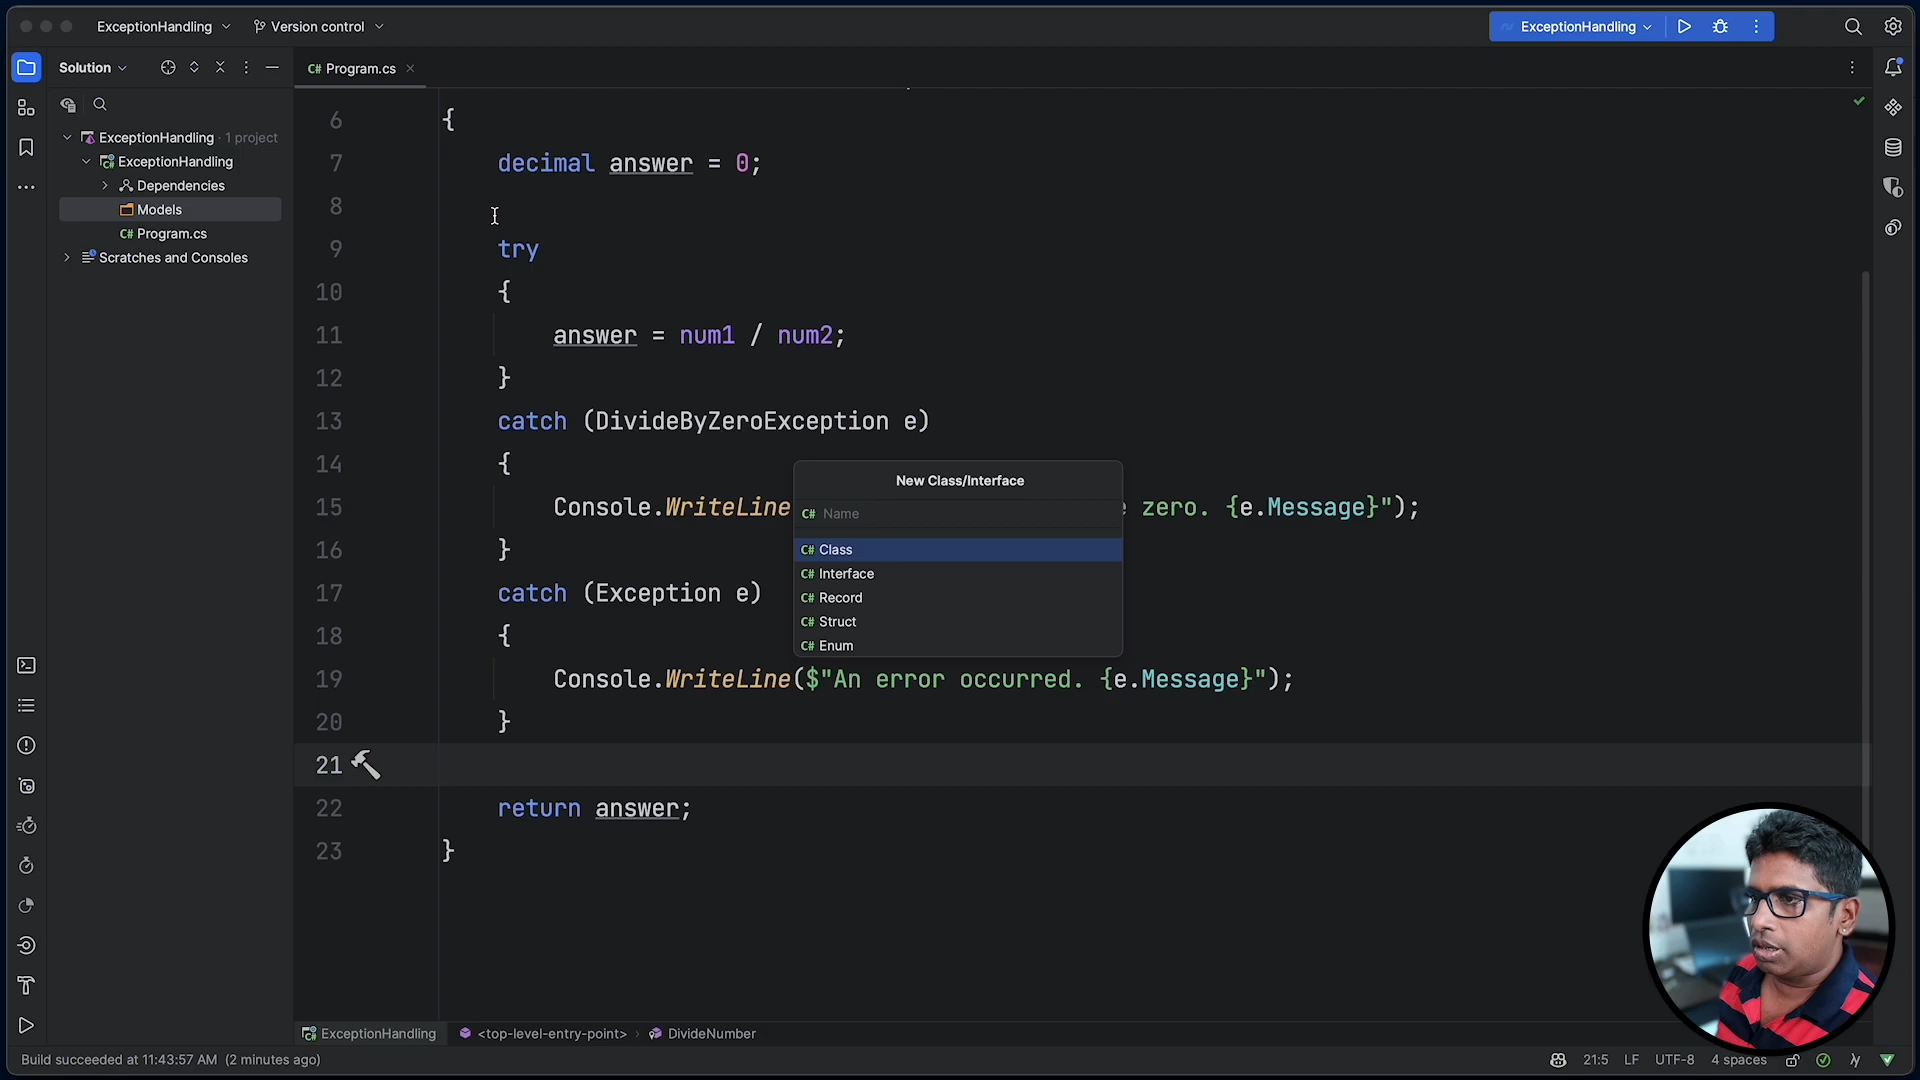 ExceptionHandling
Version control
ExceptionHandling
Solution
C# Program.cs
ExceptionHandling · 1 project
ExceptionHandling
Dependencies
Models
C# Program.cs
Scratches and Consoles
6 {
7 decimal answer = 0;
8
9 try
10 {
11 answer = num1 / num2;
12 }
13 catch (DivideByZeroException e)
14 {
15 Console.WriteLine zero. {e.Message}");
16 }
17 catch (Exception e)
18 {
19 Console.WriteLine($"An error occurred. {e.Message}");
20 }
21
22 return answer;
23 }
New Class/Interface
C# Name
C# Class
C# Interface
C# Record
C# Struct
C# Enum
ExceptionHandling <top-level-entry-point> › DivideNumber
Build succeeded at 11:43:57 AM (2 minutes ago)
21:5 LF UTF-8 4 spaces